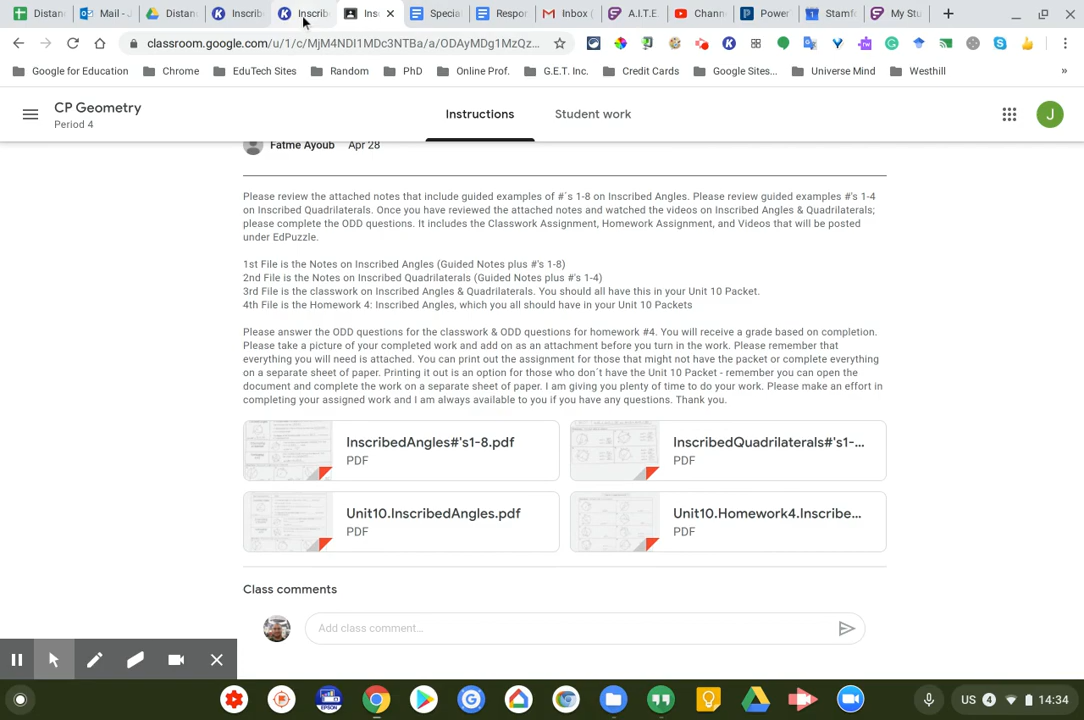 Distan
Mail - J
Distan
Inscrib
Inscrib
Ins
Specia
Respor
Inbox (
A.I.T.E.
Chann
Power
Stamf
My Stu
classroom.google.com/u/1/c/MjM4NDI1MDc3NTBa/a/ODAyMDg1MzQz...
Google for Education
Chrome
EduTech Sites
Random
PhD
Online Prof.
G.E.T. Inc.
Credit Cards
Google Sites...
Universe Mind
Westhill
»
CP Geometry
Period 4
Instructions
Student work
J
Fatme Ayoub Apr 28
Please review the attached notes that include guided examples of #´s 1-8 on Inscribed Angles. Please review guided examples #'s 1-4
on Inscribed Quadrilaterals. Once you have reviewed the attached notes and watched the videos on Inscribed Angles & Quadrilaterals;
please complete the ODD questions. It includes the Classwork Assignment, Homework Assignment, and Videos that will be posted
under EdPuzzle.
1st File is the Notes on Inscribed Angles (Guided Notes plus #'s 1-8)
2nd File is the Notes on Inscribed Quadrilaterals (Guided Notes plus #'s 1-4)
3rd File is the classwork on Inscribed Angles & Quadrilaterals. You should all have this in your Unit 10 Packet.
4th File is the Homework 4: Inscribed Angles, which you all should have in your Unit 10 Packets
Please answer the ODD questions for the classwork & ODD questions for homework #4. You will receive a grade based on completion.
Please take a picture of your completed work and add on as an attachment before you turn in the work. Please remember that
everything you will need is attached. You can print out the assignment for those that might not have the packet or complete everything
on a separate sheet of paper. Printing it out is an option for those who don´t have the Unit 10 Packet - remember you can open the
document and complete the work on a separate sheet of paper. I am giving you plenty of time to do your work. Please make an effort in
completing your assigned work and I am always available to you if you have any questions. Thank you.
InscribedAngles#'s1-8.pdf
PDF
InscribedQuadrilaterals#'s1-...
PDF
Unit10.InscribedAngles.pdf
PDF
Unit10.Homework4.Inscribe...
PDF
Class comments
Add class comment...
EPSON
US 4 14:34